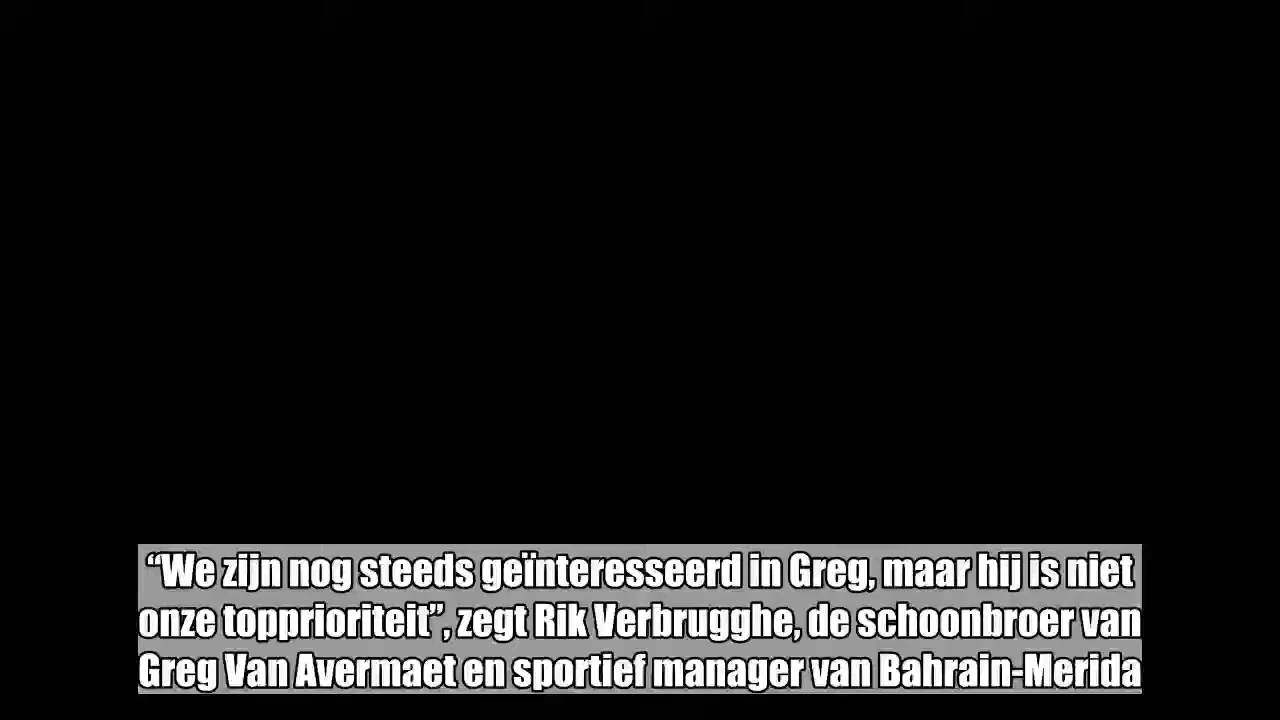 “We zijn nog steeds geïnteresseerd in Greg, maar hij is niet
onze topprioriteit”, zegt Rik Verbrugghe, de schoonbroer van
Greg Van Avermaet en sportief manager van Bahrain-Merida